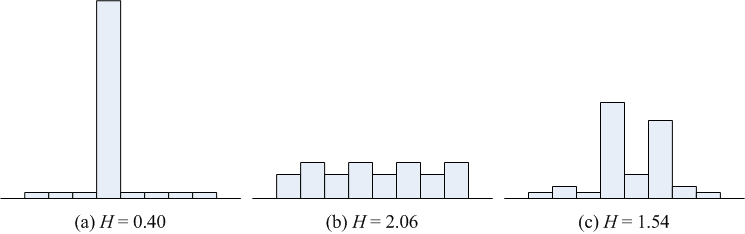 (a) H = 0.40
(b) H = 2.06
(c) H = 1.54